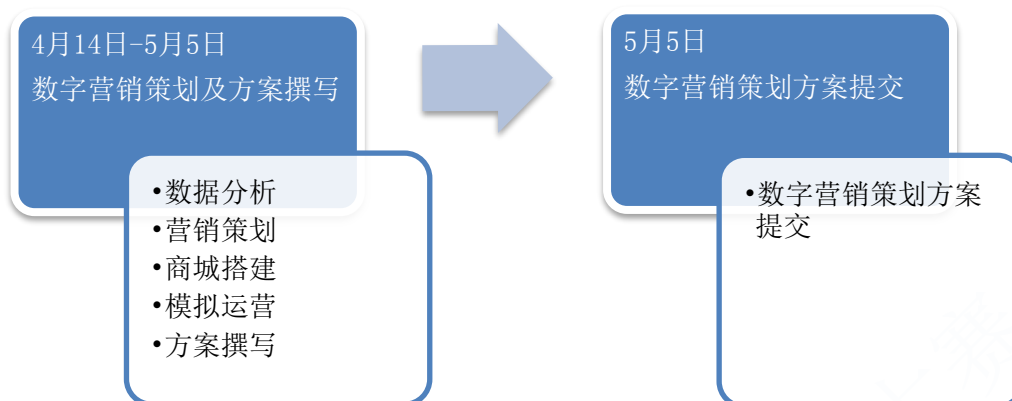 4月14日-5月5日
数字营销策划及方案撰写
•数据分析
•营销策划
•商城搭建
•模拟运营
•方案撰写
5月5日
数字营销策划方案提交
•数字营销策划方案
提交